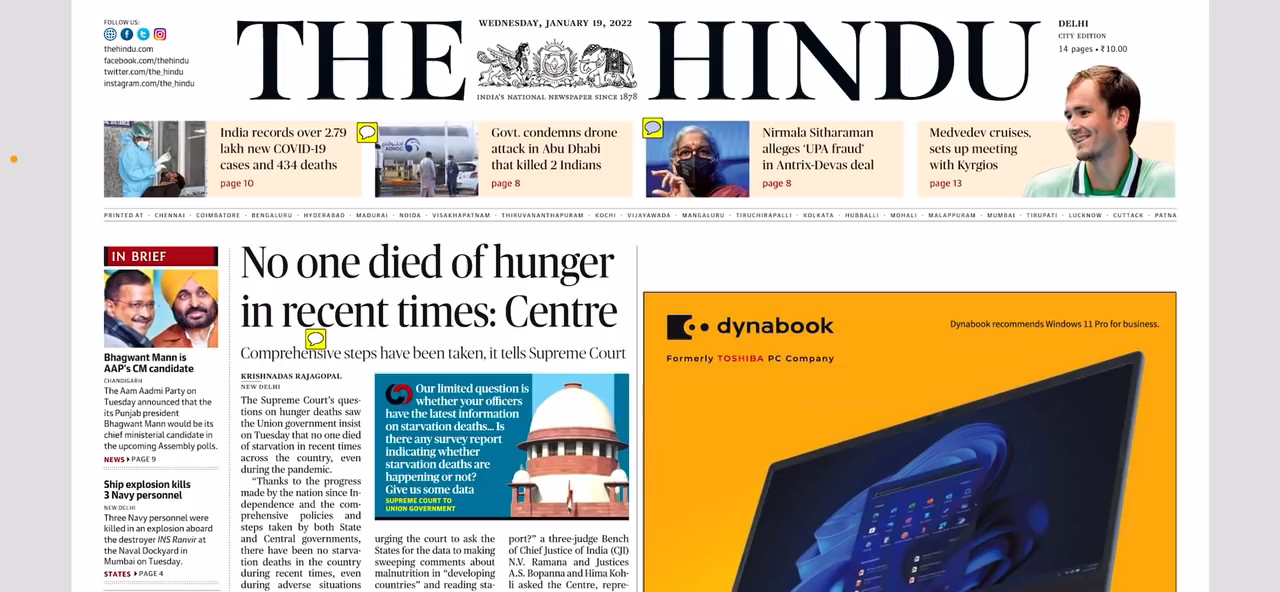 FOLLOW US:
thehindu.com
facebook.com/thehindu
twitter.com/the_hindu
instagram.com/the_hindu
THE HINDU
WEDNESDAY, JANUARY 19, 2022
INDIA'S NATIONAL NEWSPAPER SINCE 1878
DELHI
CITY EDITION
14 pages • ₹10.00
India records over 2.79
lakh new COVID-19
cases and 434 deaths
page 10
Govt. condemns drone
attack in Abu Dhabi
that killed 2 Indians
page 8
Nirmala Sitharaman
alleges ‘UPA fraud’
in Antrix-Devas deal
page 8
Medvedev cruises,
sets up meeting
with Kyrgios
page 13
PRINTED AT · CHENNAI · COIMBATORE · BENGALURU · HYDERABAD · MADURAI · NOIDA · VISAKHAPATNAM · THIRUVANANTHAPURAM · KOCHI · VIJAYAWADA · MANGALURU · TIRUCHIRAPALLI · KOLKATA · HUBBALLI · MOHALI · MALAPPURAM · MUMBAI · TIRUPATI · LUCKNOW · CUTTACK · PATNA
IN BRIEF
Bhagwant Mann is
AAP's CM candidate
CHANDIGARH
The Aam Aadmi Party on
Tuesday announced that the
its Punjab president
Bhagwant Mann would be its
chief ministerial candidate in
the upcoming Assembly polls.
NEWS ▸ PAGE 9
Ship explosion kills
3 Navy personnel
NEW DELHI
Three Navy personnel were
killed in an explosion aboard
the destroyer INS Ranvir at
the Naval Dockyard in
Mumbai on Tuesday.
STATES ▸ PAGE 4
No one died of hunger
in recent times: Centre
Comprehensive steps have been taken, it tells Supreme Court
KRISHNADAS RAJAGOPAL
NEW DELHI
The Supreme Court's ques-
tions on hunger deaths saw
the Union government insist
on Tuesday that no one died
of starvation in recent times
across the country, even
during the pandemic.
“Thanks to the progress
made by the nation since In-
dependence and the com-
prehensive policies and
steps taken by both State
and Central governments,
there have been no starva-
tion deaths in the country
during recent times, even
during adverse situations
Our limited question is
whether your officers
have the latest information
on starvation deaths... Is
there any survey report
indicating whether
starvation deaths are
happening or not?
Give us some data
SUPREME COURT TO
UNION GOVERNMENT
urging the court to ask the
States for the data to making
sweeping comments about
malnutrition in “developing
countries” and reading sta-
port?” a three-judge Bench
of Chief Justice of India (CJI)
N.V. Ramana and Justices
A.S. Bopanna and Hima Koh-
li asked the Centre, repre-
dynabook
Formerly TOSHIBA PC Company
Dynabook recommends Windows 11 Pro for business.